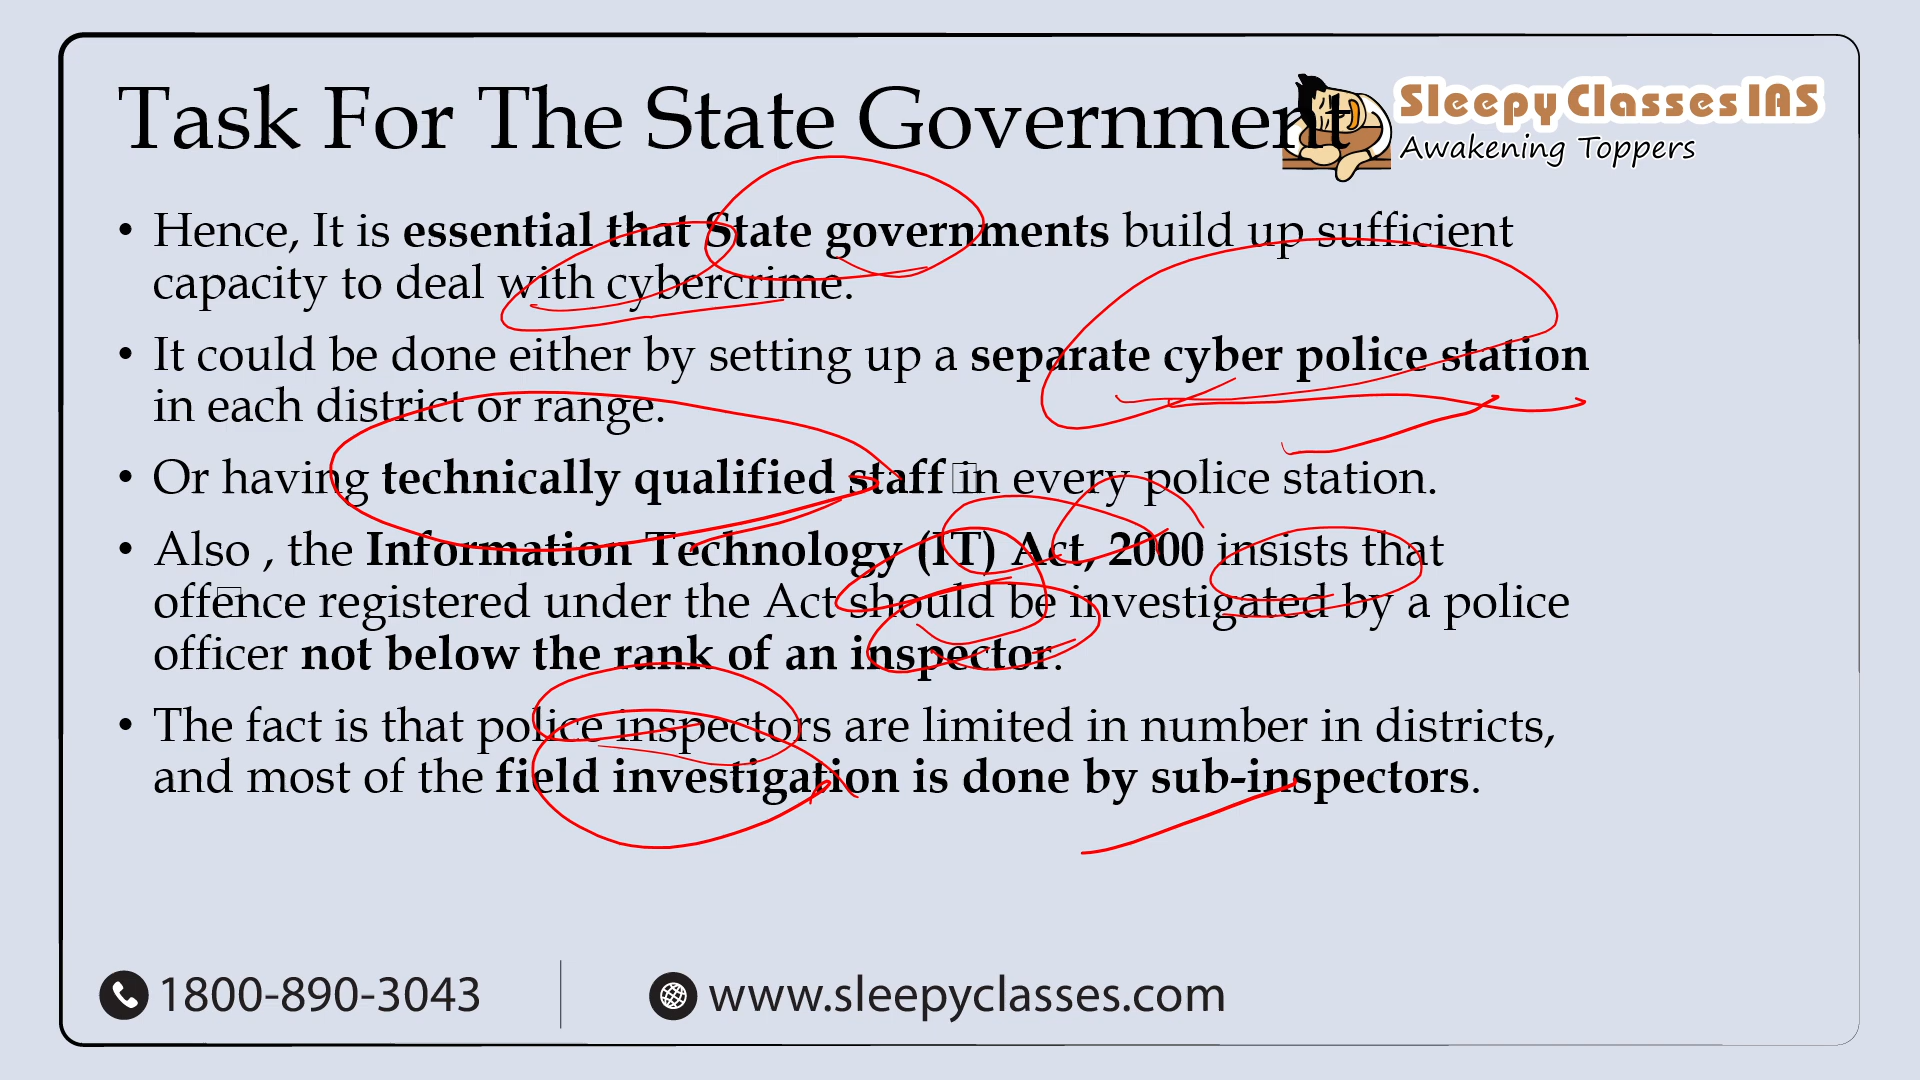 Task For The State Government
Sleepy Classes IAS
Awakening Toppers
• Hence, It is essential that State governments build up sufficient
capacity to deal with cybercrime.
• It could be done either by setting up a separate cyber police station
in each district or range.
• Or having technically qualified staff in every police station.
• Also , the Information Technology (IT) Act, 2000 insists that
offence registered under the Act should be investigated by a police
officer not below the rank of an inspector.
• The fact is that police inspectors are limited in number in districts,
and most of the field investigation is done by sub-inspectors.
1800-890-3043
www.sleepyclasses.com